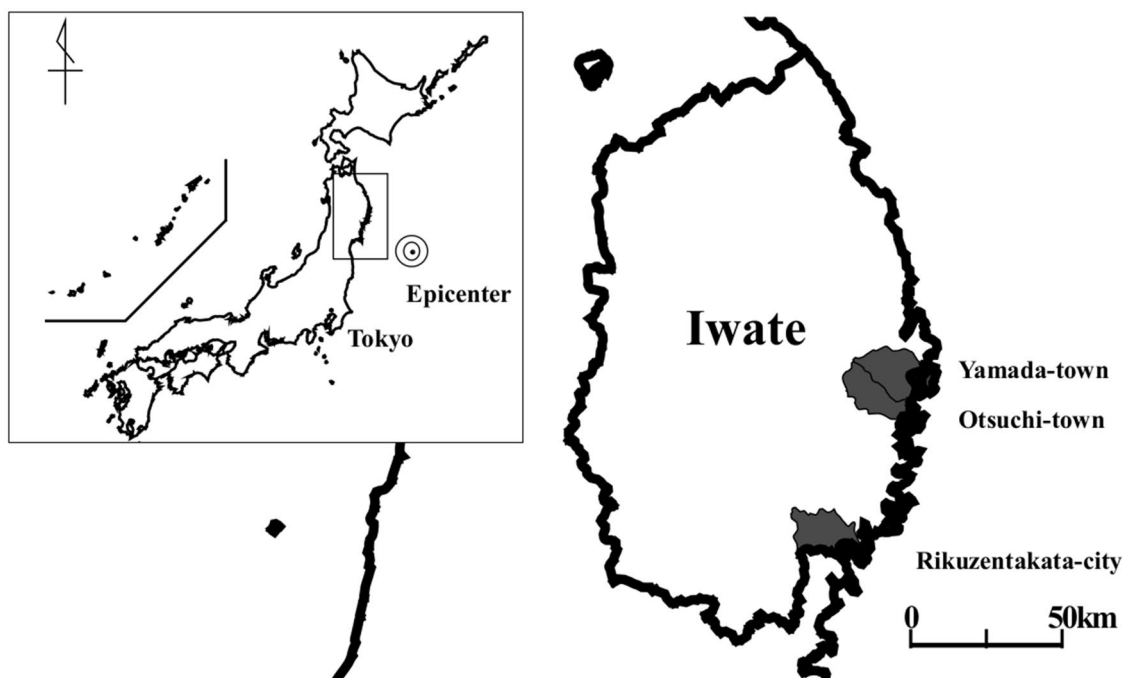 Epicenter
Tokyo
Iwate
Yamada-town
Otsuchi-town
Rikuzentakata-city
0 50km